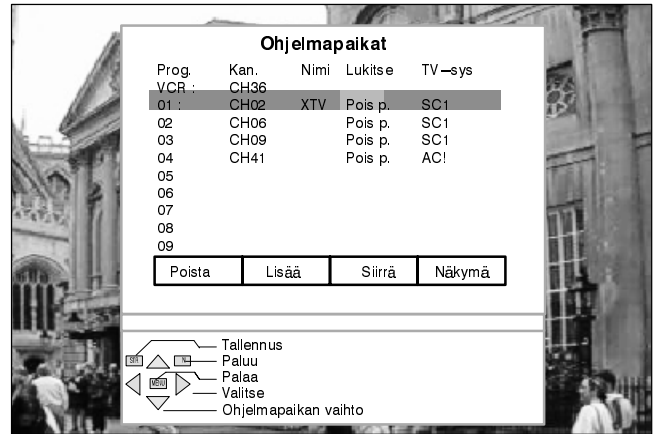 Ohjelmapaikat
Prog. Kan. Nimi Lukitse TV–sys
VCR : CH36
01 : CH02 XTV Pois p. SC1
02 CH06 Pois p. SC1
03 CH09 Pois p. SC1
04 CH41 Pois p. AC!
05
06
07
08
09
Poista Lisää Siirrä Näkymä
STR Tallennus
N Paluu
MENU Palaa
Valitse
Ohjelmapaikan vaihto